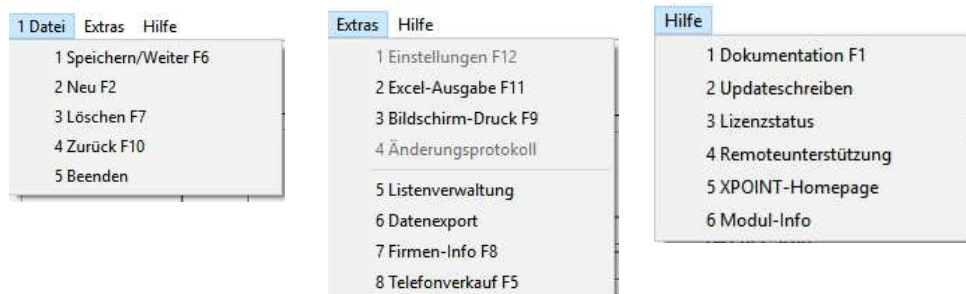 1 Datei Extras Hilfe
1 Speichern/Weiter F6
2 Neu F2
3 Löschen F7
4 Zurück F10
5 Beenden
Extras Hilfe
1 Einstellungen F12
2 Excel-Ausgabe F11
3 Bildschirm-Druck F9
4 Änderungsprotokoll
5 Listenverwaltung
6 Datenexport
7 Firmen-Info F8
8 Telefonverkauf F5
Hilfe
1 Dokumentation F1
2 Updateschreiben
3 Lizenzstatus
4 Remoteunterstützung
5 XPOINT-Homepage
6 Modul-Info